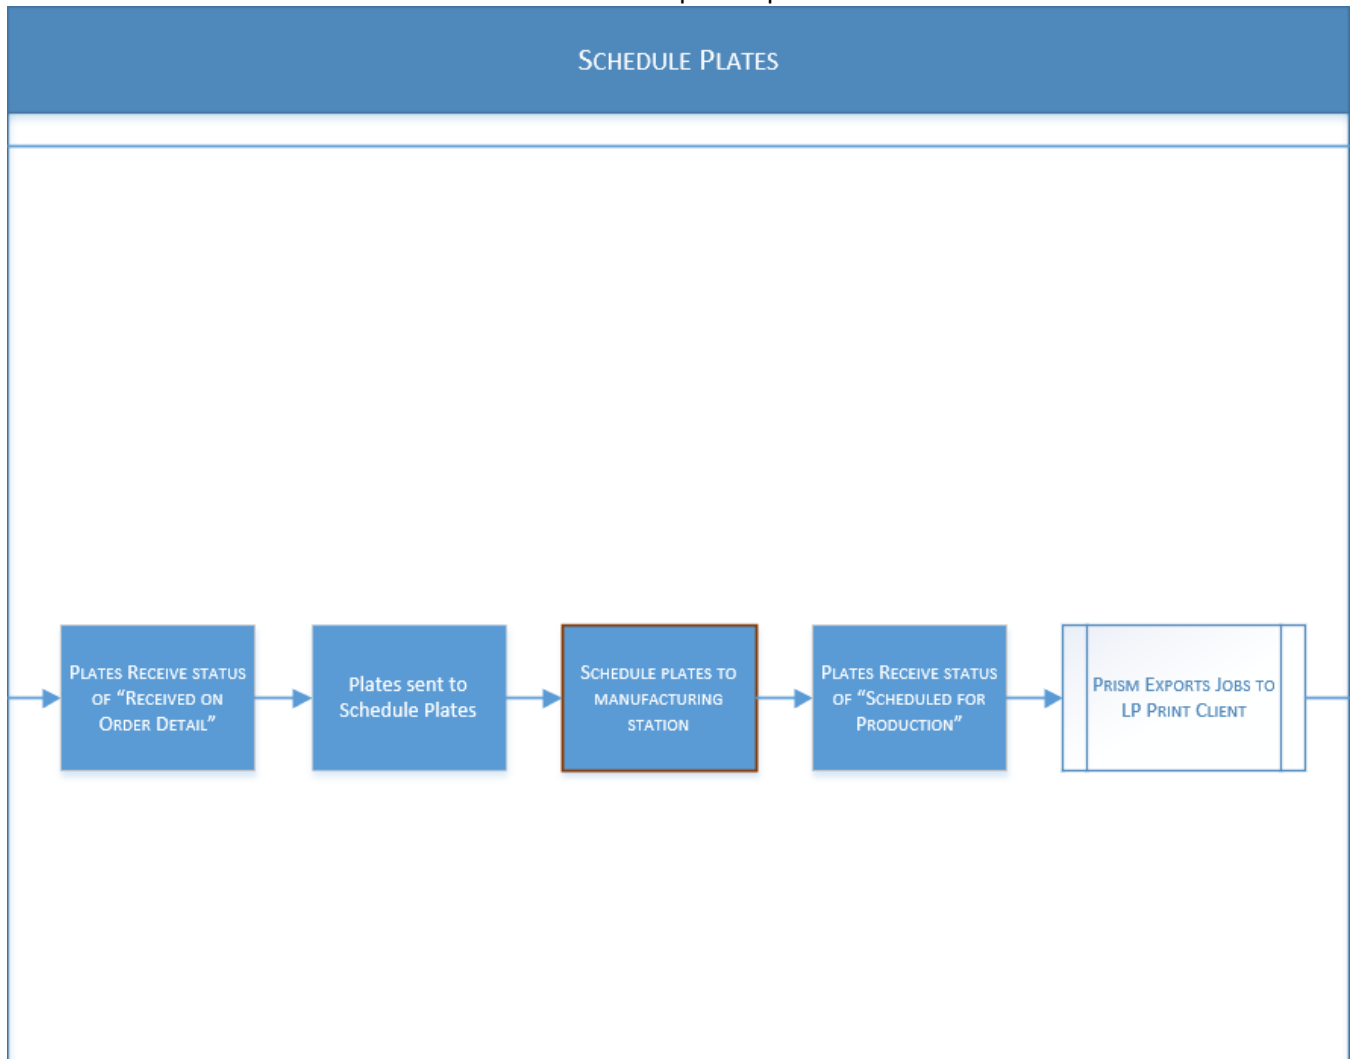 SCHEDULE PLATES
PLATES RECEIVE STATUS
OF “RECEIVED ON
ORDER DETAIL”
Plates sent to
Schedule Plates
SCHEDULE PLATES TO
MANUFACTURING
STATION
PLATES RECEIVE STATUS
OF “SCHEDULED FOR
PRODUCTION”
PRISM EXPORTS JOBS TO
LP PRINT CLIENT